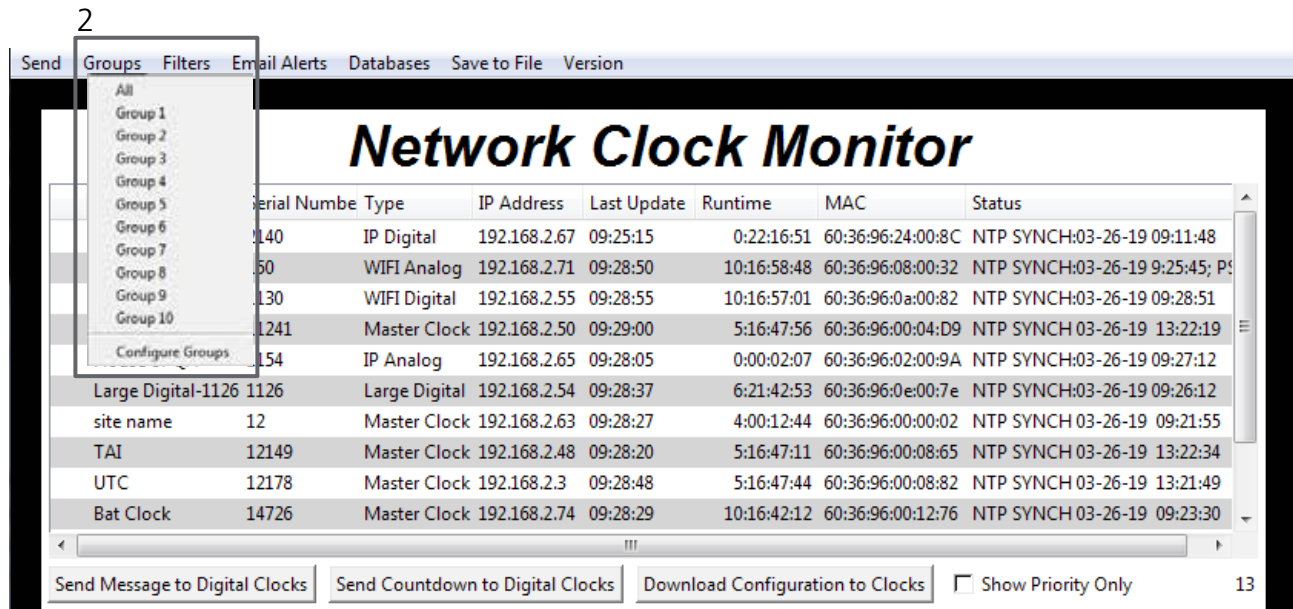 2
Send Groups Filters Email Alerts Databases Save to File Version
All
Group 1
Group 2
Group 3
Group 4
Group 5
Group 6
Group 7
Group 8
Group 9
Group 10
Configure Groups
Network Clock Monitor
Serial Numbe Type IP Address Last Update Runtime MAC Status
2140 IP Digital 192.168.2.67 09:25:15 0:22:16:51 60:36:96:24:00:8C NTP SYNCH:03-26-19 09:11:48
50 WIFI Analog 192.168.2.71 09:28:50 10:16:58:48 60:36:96:08:00:32 NTP SYNCH:03-26-19 9:25:45; PS
130 WIFI Digital 192.168.2.55 09:28:55 10:16:57:01 60:36:96:0a:00:82 NTP SYNCH:03-26-19 09:28:51
1241 Master Clock 192.168.2.50 09:29:00 5:16:47:56 60:36:96:00:04:D9 NTP SYNCH 03-26-19 13:22:19
154 IP Analog 192.168.2.65 09:28:05 0:00:02:07 60:36:96:02:00:9A NTP SYNCH:03-26-19 09:27:12
Large Digital-1126 1126 Large Digital 192.168.2.54 09:28:37 6:21:42:53 60:36:96:0e:00:7e NTP SYNCH:03-26-19 09:26:12
site name 12 Master Clock 192.168.2.63 09:28:27 4:00:12:44 60:36:96:00:00:02 NTP SYNCH 03-26-19 09:21:55
TAI 12149 Master Clock 192.168.2.48 09:28:20 5:16:47:11 60:36:96:00:08:65 NTP SYNCH 03-26-19 13:22:34
UTC 12178 Master Clock 192.168.2.3 09:28:48 5:16:47:44 60:36:96:00:08:82 NTP SYNCH 03-26-19 13:21:49
Bat Clock 14726 Master Clock 192.168.2.74 09:28:29 10:16:42:12 60:36:96:00:12:76 NTP SYNCH 03-26-19 09:23:30
Send Message to Digital Clocks Send Countdown to Digital Clocks Download Configuration to Clocks Show Priority Only 13